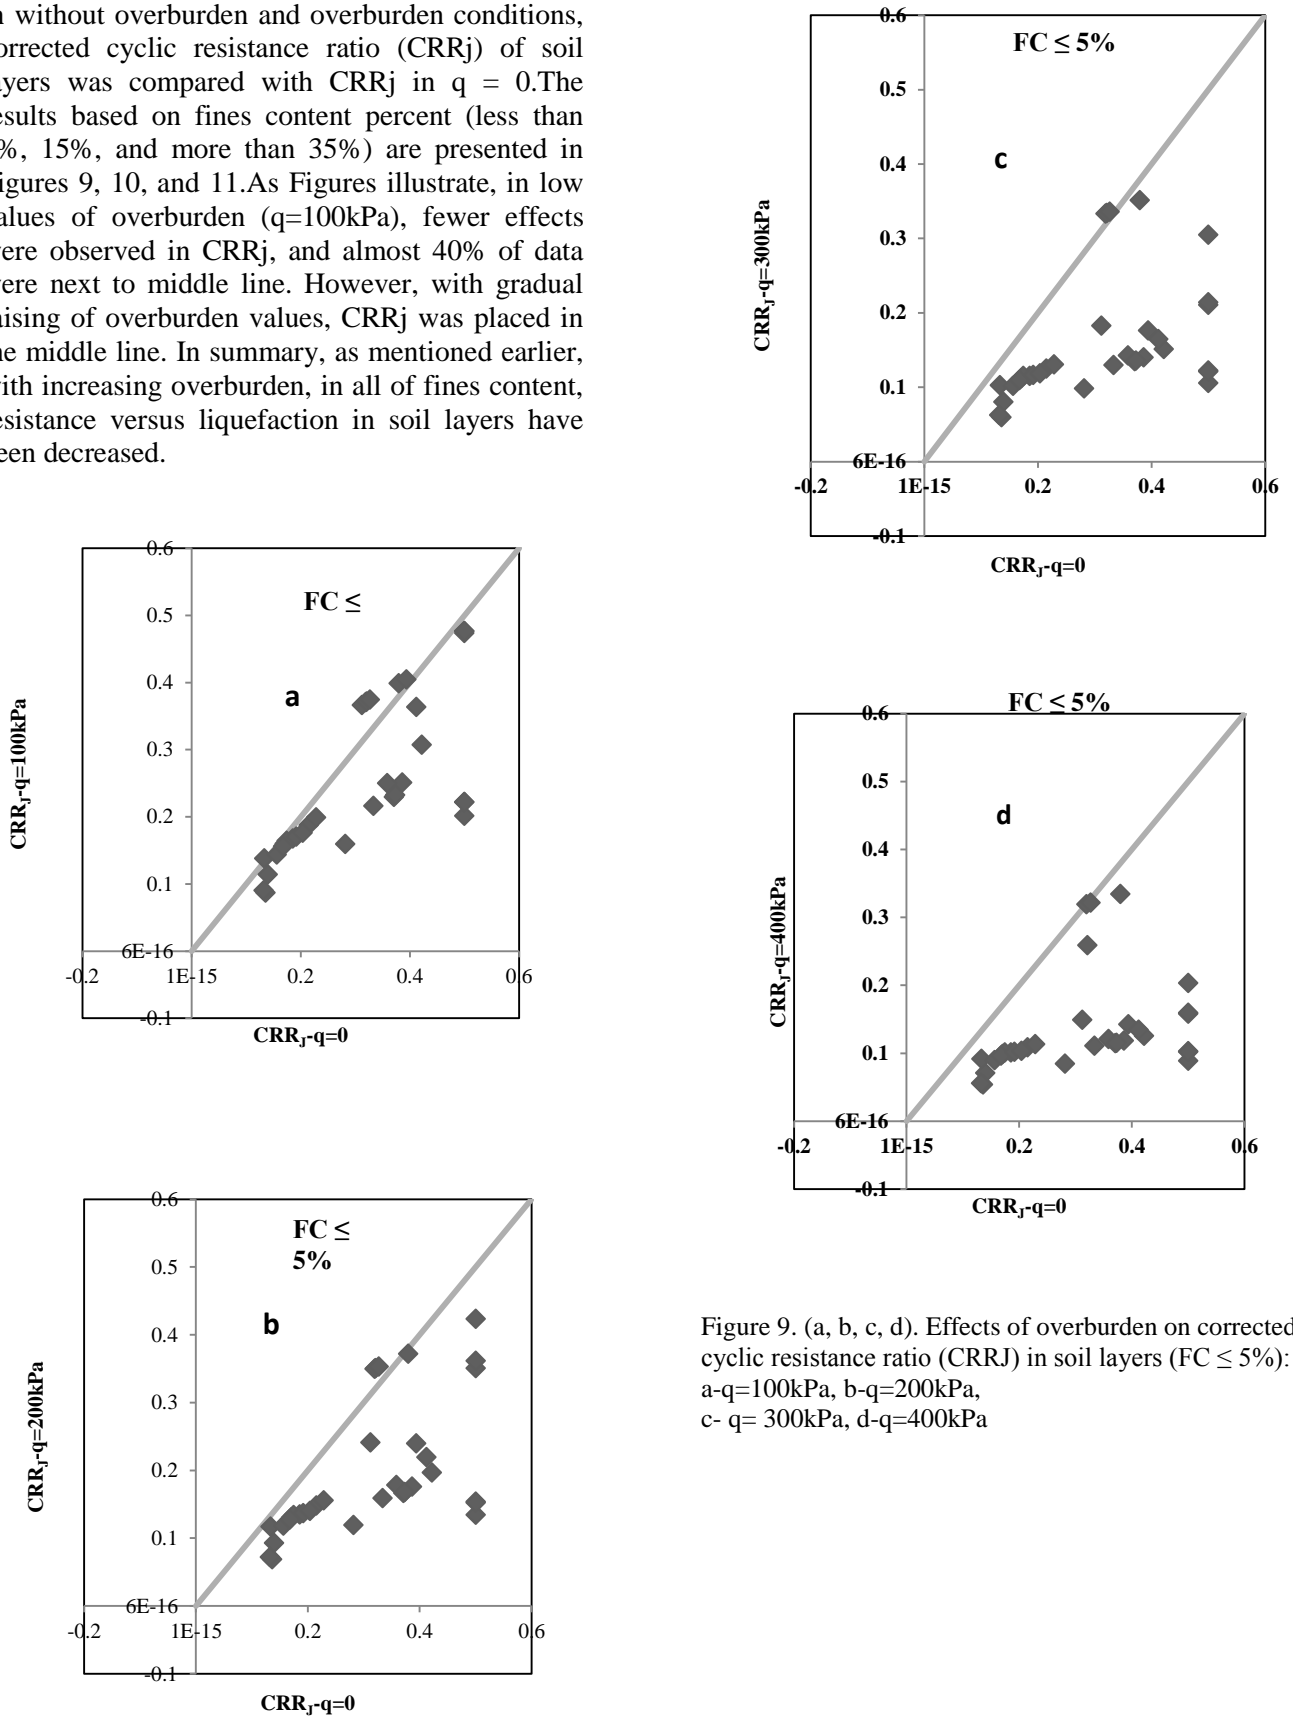 without overburden and overburden conditions,
corrected cyclic resistance ratio (CRRj) of soil
layers was compared with CRRj in q = 0.The
results based on fines content percent (less than
%, 15%, and more than 35%) are presented in
Figures 9, 10, and 11.As Figures illustrate, in low
values of overburden (q=100kPa), fewer effects
were observed in CRRj, and almost 40% of data
were next to middle line. However, with gradual
raising of overburden values, CRRj was placed in
the middle line. In summary, as mentioned earlier,
with increasing overburden, in all of fines content,
resistance versus liquefaction in soil layers have
been decreased.
0.6
FC ≤
0.5
0.4
a
0.3
0.2
0.1
6E-16
-0.2 1E-15 0.2 0.4 0.6
-0.1
CRRJ-q=100kPa
CRRJ-q=0
0.6
FC ≤
5%
0.5
0.4
b
0.3
0.2
0.1
6E-16
-0.2 1E-15 0.2 0.4 0.6
-0.1
CRRJ-q=200kPa
CRRJ-q=0
0.6
FC ≤ 5%
0.5
0.4
c
0.3
0.2
0.1
6E-16
-0.2 1E-15 0.2 0.4 0.6
-0.1
CRRJ-q=300kPa
CRRJ-q=0
FC ≤ 5%
0.6
0.5
d
0.4
0.3
0.2
0.1
6E-16
-0.2 1E-15 0.2 0.4 0.6
-0.1
CRRJ-q=400kPa
CRRJ-q=0
Figure 9. (a, b, c, d). Effects of overburden on corrected
cyclic resistance ratio (CRRJ) in soil layers (FC ≤ 5%):
a-q=100kPa, b-q=200kPa,
c- q= 300kPa, d-q=400kPa